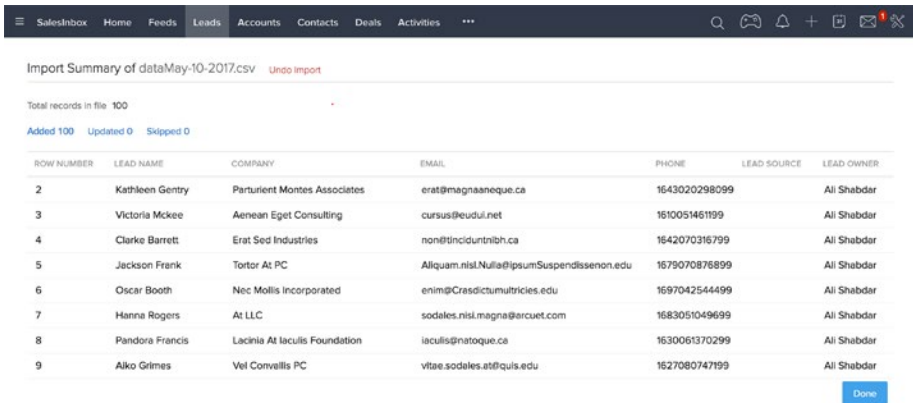 SalesInbox Home Feeds Leads Accounts Contacts Deals Activities •••
Import Summary of dataMay-10-2017.csv Undo Import
Total records in file 100
Added 100 Updated 0 Skipped 0
ROW NUMBER LEAD NAME COMPANY EMAIL PHONE LEAD SOURCE LEAD OWNER
2 Kathleen Gentry Parturient Montes Associates erat@magnaaneque.ca 1643020298099 Ali Shabdar
3 Victoria Mckee Aenean Eget Consulting cursus@eudui.net 1610051461199 Ali Shabdar
4 Clarke Barrett Erat Sed Industries non@tinciduntnibh.ca 1642070316799 Ali Shabdar
5 Jackson Frank Tortor At PC Aliquam.nisl.Nulla@ipsumSuspendissenon.edu 1679070876899 Ali Shabdar
6 Oscar Booth Nec Mollis Incorporated enim@Crasdictumultricies.edu 1697042544499 Ali Shabdar
7 Hanna Rogers At LLC sodales.nisi.magna@arcuet.com 1683051049699 Ali Shabdar
8 Pandora Francis Lacinia At Iaculis Foundation iaculis@natoque.ca 1630061370299 Ali Shabdar
9 Aiko Grimes Vel Convallis PC vitae.sodales.at@quis.edu 1627080747199 Ali Shabdar
Done